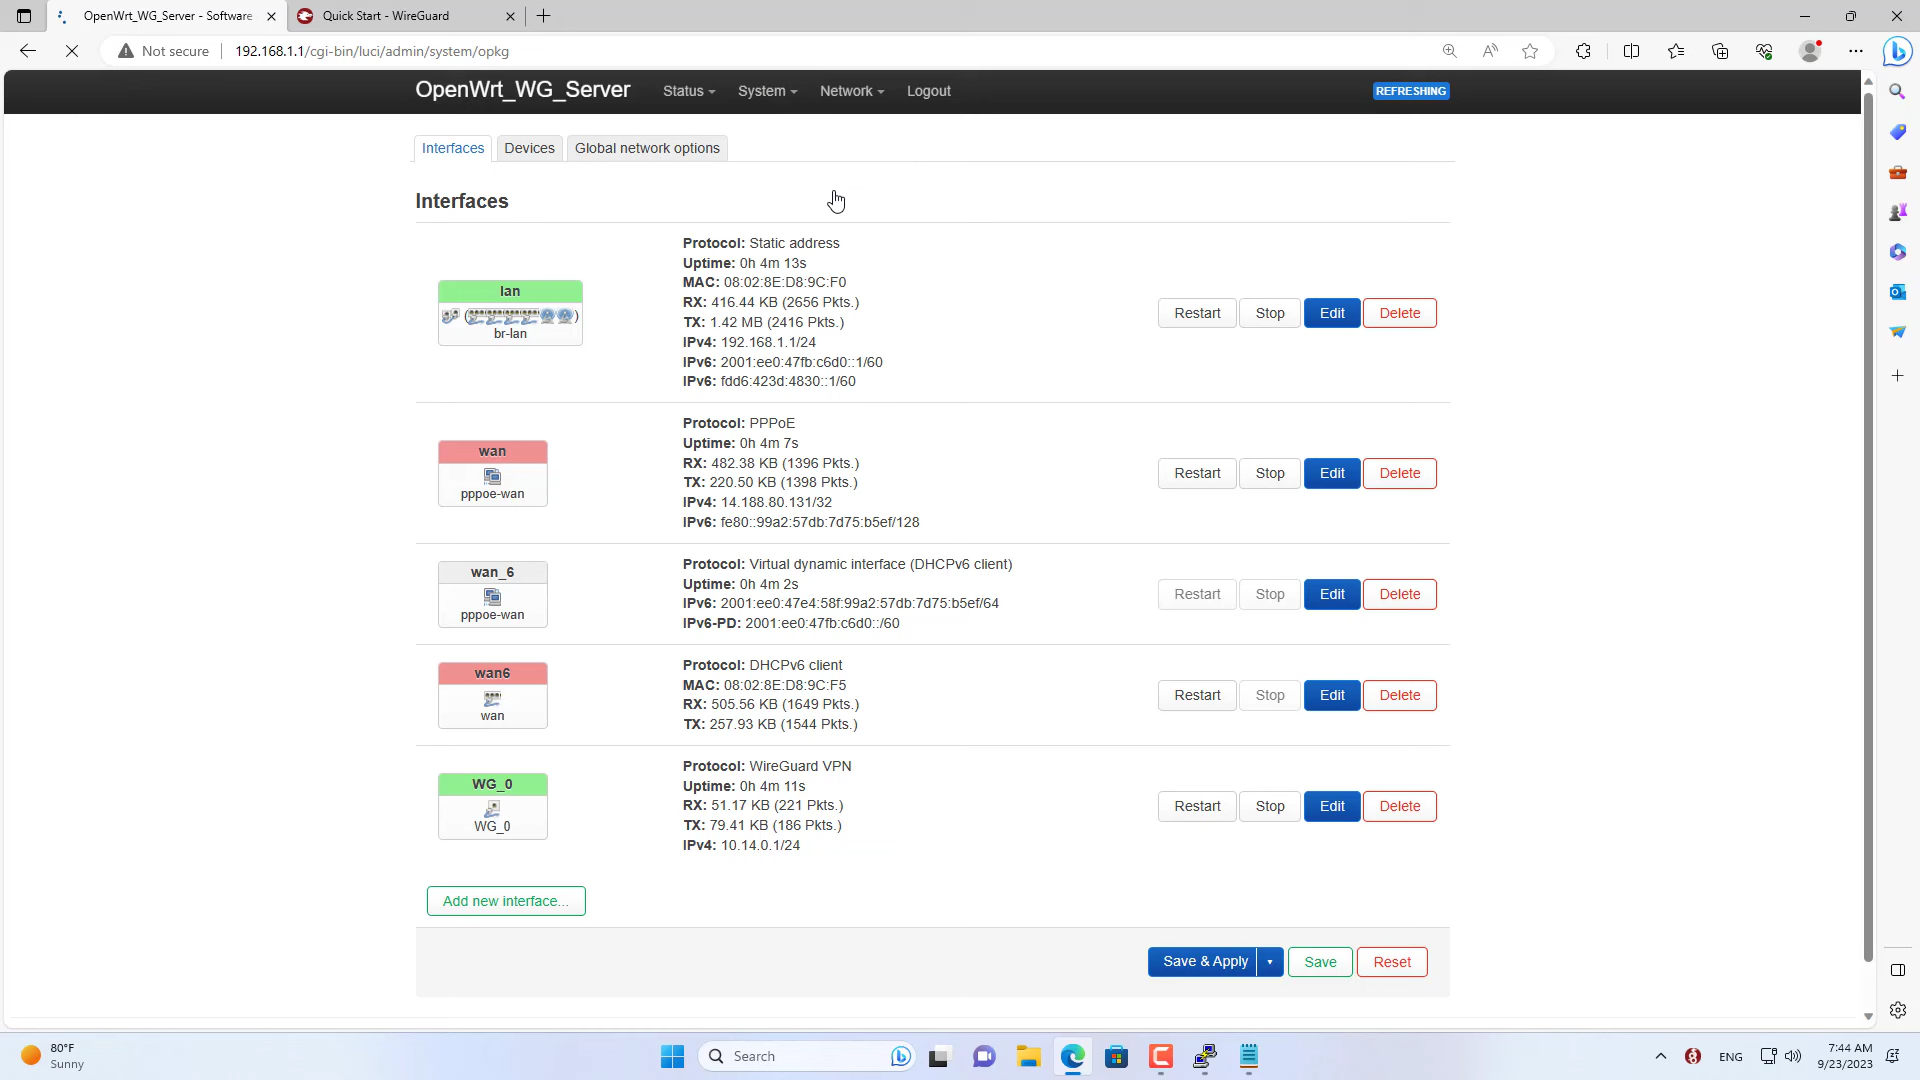 OpenWrt_WG_Server - Software
Quick Start - WireGuard
Not secure
192.168.1.1/cgi-bin/luci/admin/system/opkg
OpenWrt_WG_Server
Status
System
Network
Logout
REFRESHING
Interfaces
Devices
Global network options
Interfaces
lan
br-lan
Protocol: Static address
Uptime: 0h 4m 13s
MAC: 08:02:8E:D8:9C:F0
RX: 416.44 KB (2656 Pkts.)
TX: 1.42 MB (2416 Pkts.)
IPv4: 192.168.1.1/24
IPv6: 2001:ee0:47fb:c6d0::1/60
IPv6: fdd6:423d:4830::1/60
Restart
Stop
Edit
Delete
wan
pppoe-wan
Protocol: PPPoE
Uptime: 0h 4m 7s
RX: 482.38 KB (1396 Pkts.)
TX: 220.50 KB (1398 Pkts.)
IPv4: 14.188.80.131/32
IPv6: fe80::99a2:57db:7d75:b5ef/128
Restart
Stop
Edit
Delete
wan_6
pppoe-wan
Protocol: Virtual dynamic interface (DHCPv6 client)
Uptime: 0h 4m 2s
IPv6: 2001:ee0:47e4:58f:99a2:57db:7d75:b5ef/64
IPv6-PD: 2001:ee0:47fb:c6d0::/60
Restart
Stop
Edit
Delete
wan6
wan
Protocol: DHCPv6 client
MAC: 08:02:8E:D8:9C:F5
RX: 505.56 KB (1649 Pkts.)
TX: 257.93 KB (1544 Pkts.)
Restart
Stop
Edit
Delete
WG_0
WG_0
Protocol: WireGuard VPN
Uptime: 0h 4m 11s
RX: 51.17 KB (221 Pkts.)
TX: 79.41 KB (186 Pkts.)
IPv4: 10.14.0.1/24
Restart
Stop
Edit
Delete
Add new interface...
Save & Apply
Save
Reset
80°F
Sunny
Search
ENG
7:44 AM
9/23/2023